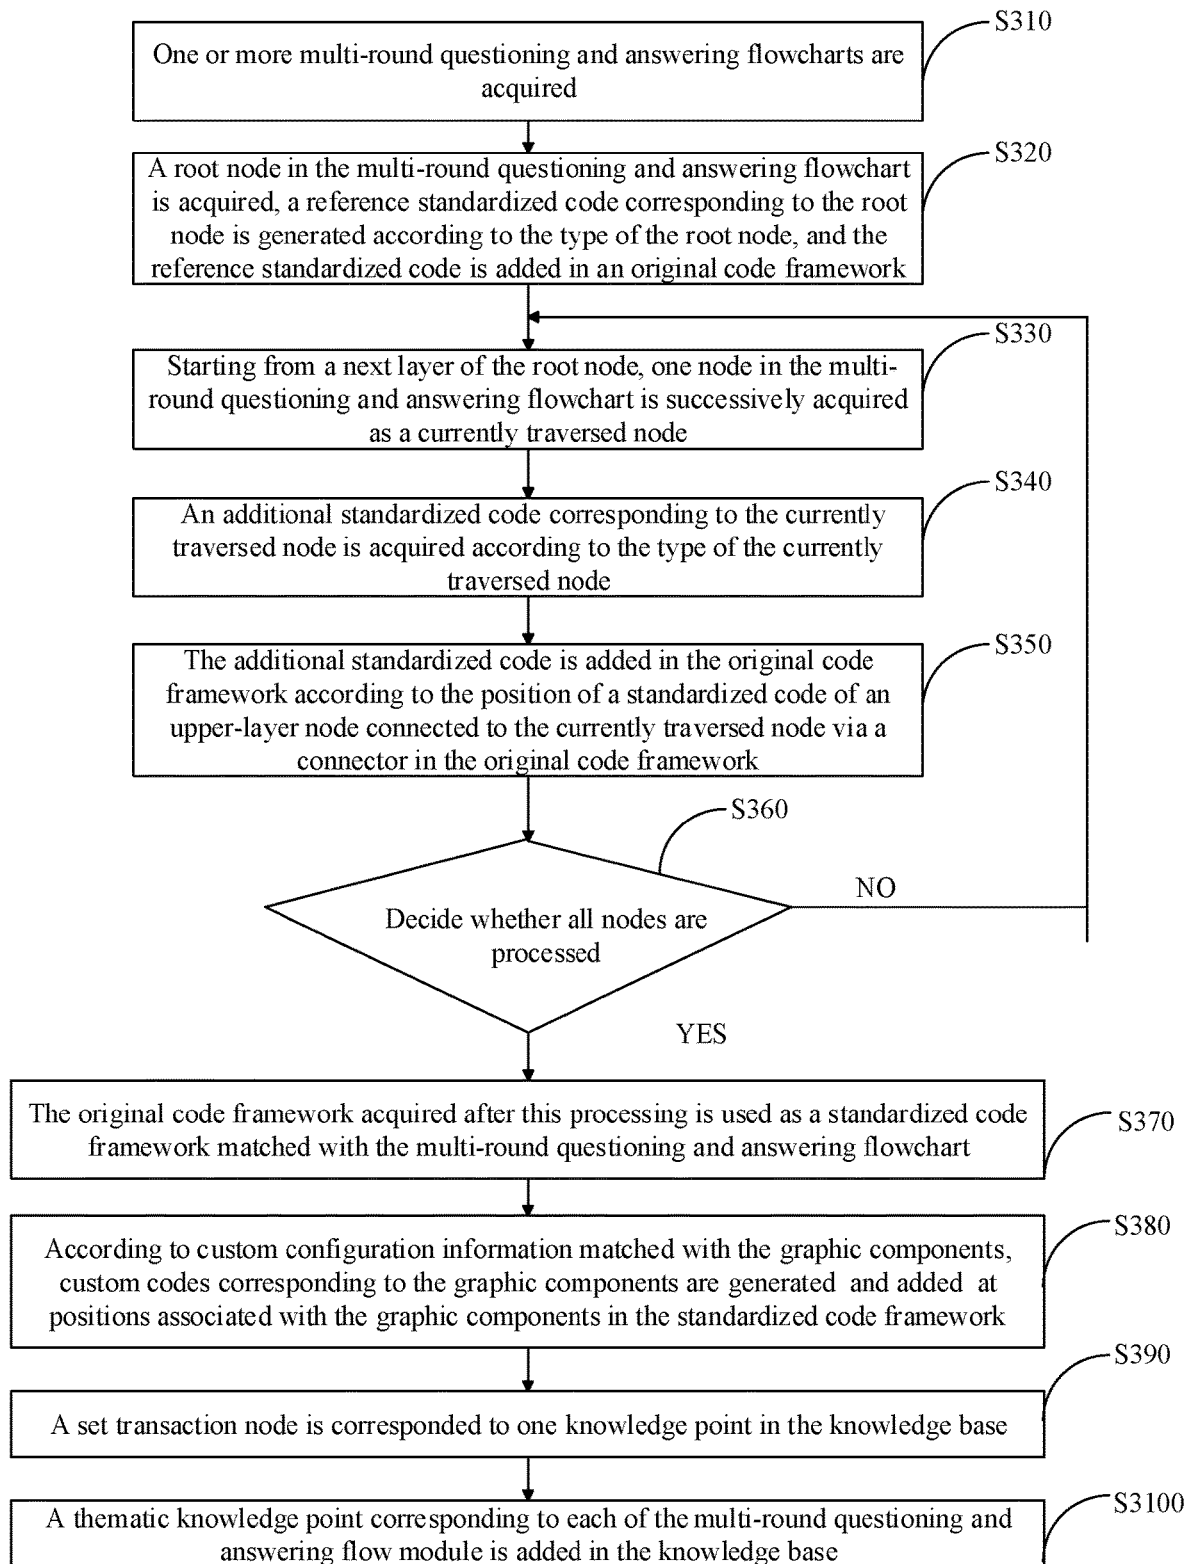 S310
One or more multi-round questioning and answering flowcharts are
acquired
S320
A root node in the multi-round questioning and answering flowchart
is acquired, a reference standardized code corresponding to the root
node is generated according to the type of the root node, and the
reference standardized code is added in an original code framework
S330
Starting from a next layer of the root node, one node in the multi-
round questioning and answering flowchart is successively acquired
as a currently traversed node
S340
An additional standardized code corresponding to the currently
traversed node is acquired according to the type of the currently
traversed node
S350
The additional standardized code is added in the original code
framework according to the position of a standardized code of an
upper-layer node connected to the currently traversed node via a
connector in the original code framework
S360
NO
Decide whether all nodes are
processed
YES
The original code framework acquired after this processing is used as a standardized code
framework matched with the multi-round questioning and answering flowchart
S370
S380
According to custom configuration information matched with the graphic components,
custom codes corresponding to the graphic components are generated and added at
positions associated with the graphic components in the standardized code framework
S390
A set transaction node is corresponded to one knowledge point in the knowledge base
S3100
A thematic knowledge point corresponding to each of the multi-round questioning and
answering flow module is added in the knowledge base